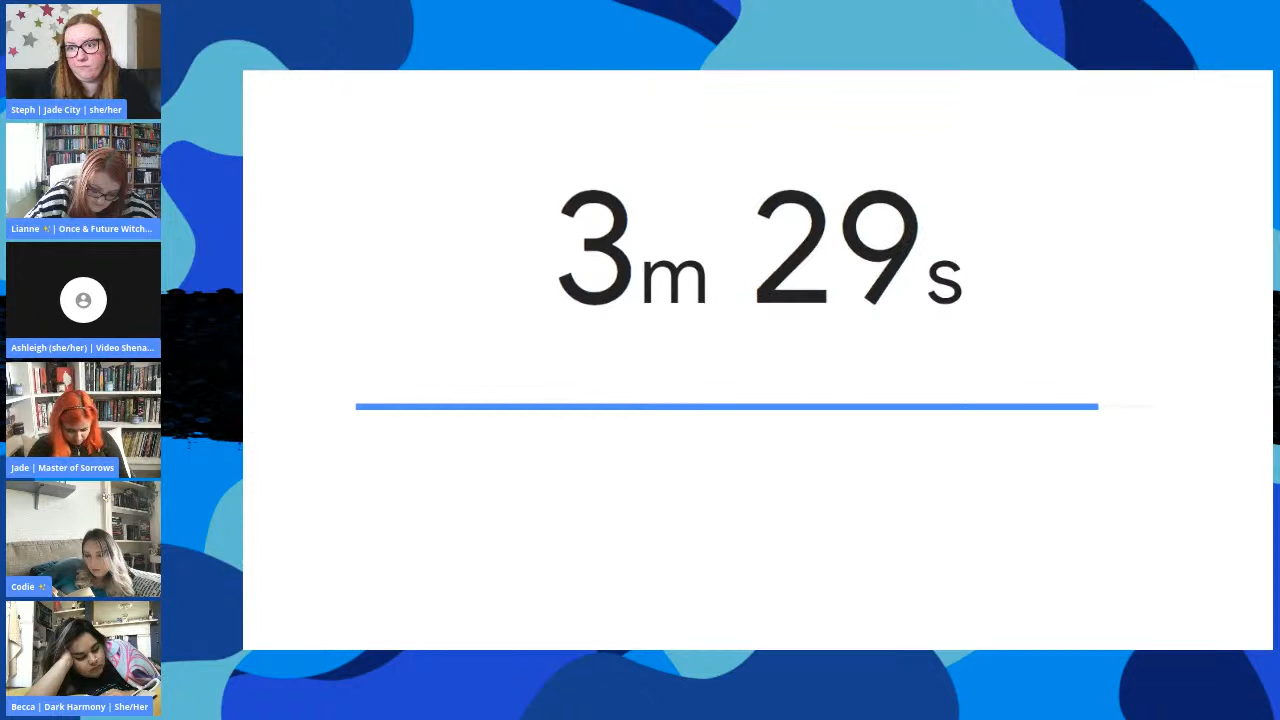 Steph | Jade City | she/her
Lianne ✨ | Once & Future Witch...
Ashleigh (she/her) | Video Shena...
Jade | Master of Sorrows
Codie ✨
Becca | Dark Harmony | She/Her
3m 29s